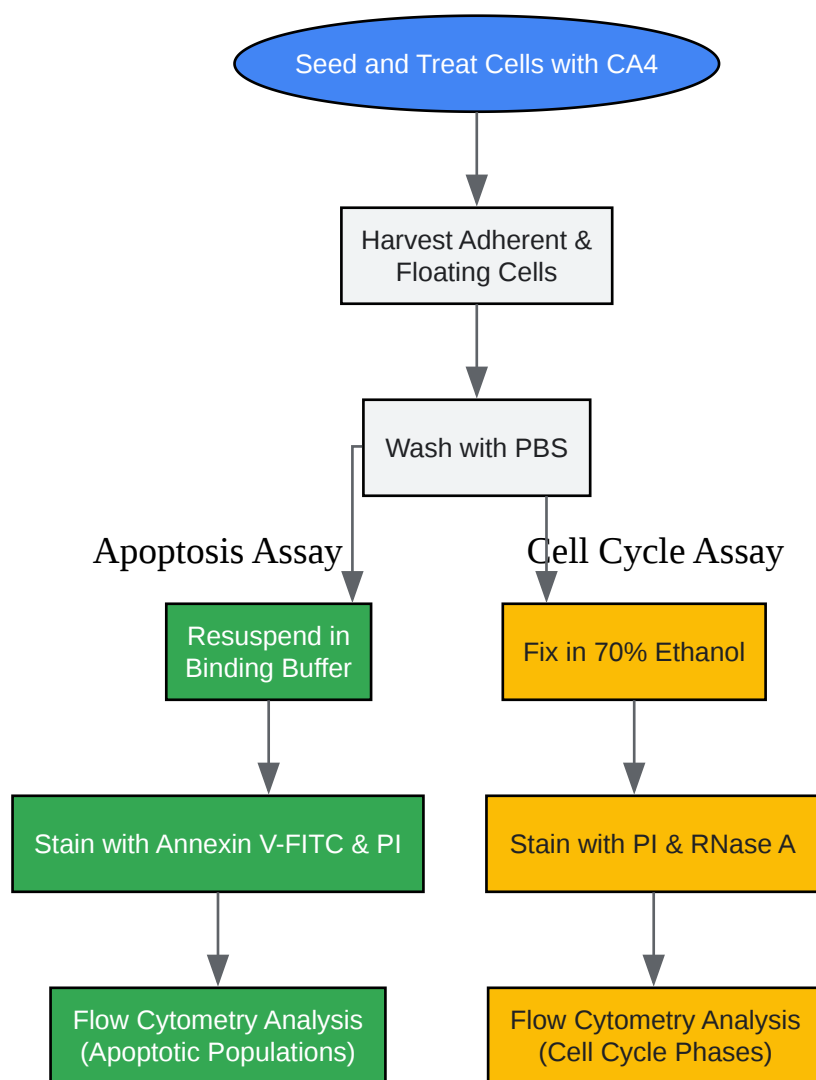 Seed and Treat Cells with CA4
Harvest Adherent &
Floating Cells
Wash with PBS
Apoptosis Assay
Cell Cycle Assay
Resuspend in
Binding Buffer
Fix in 70% Ethanol
Stain with Annexin V-FITC & PI
Stain with PI & RNase A
Flow Cytometry Analysis
(Apoptotic Populations)
Flow Cytometry Analysis
(Cell Cycle Phases)